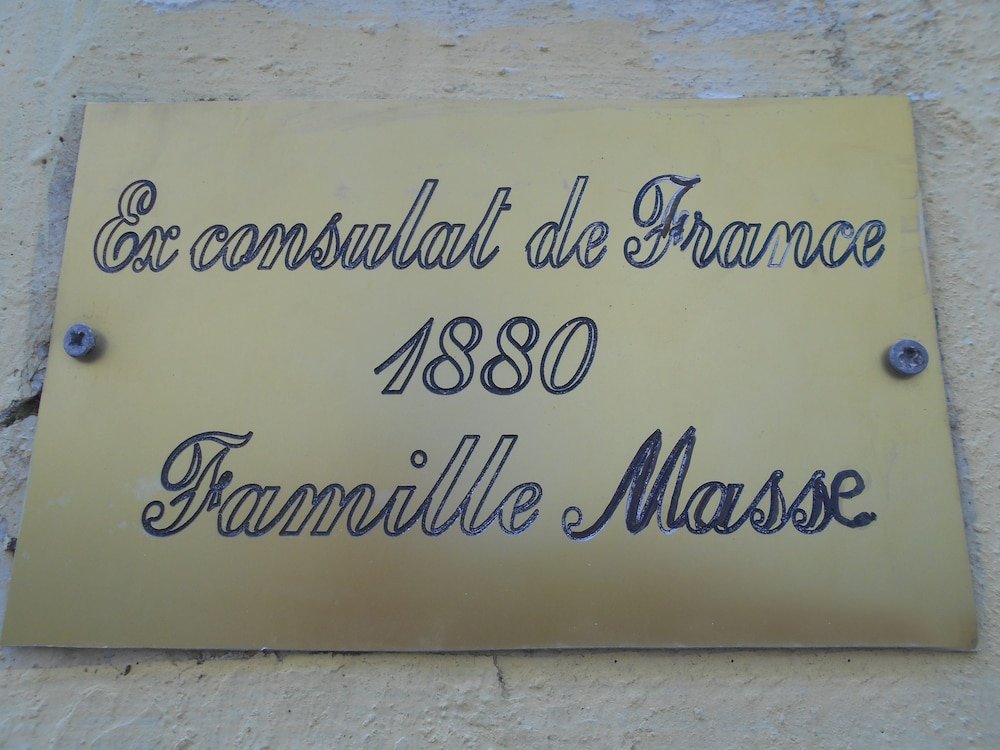 Ex consulat de France
1880
Famille Masse